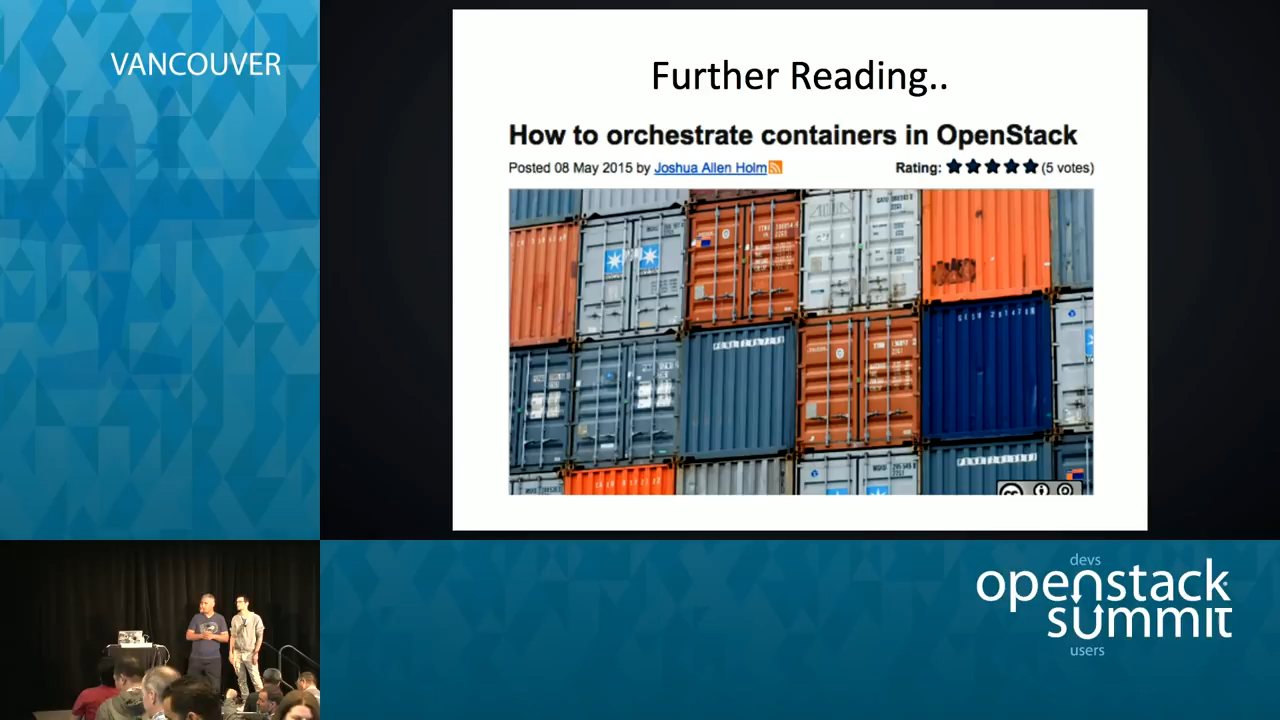 VANCOUVER
Further Reading..
How to orchestrate containers in OpenStack
Posted 08 May 2015 by Joshua Allen Holm
Rating: (5 votes)
devs
openstack
summit
users